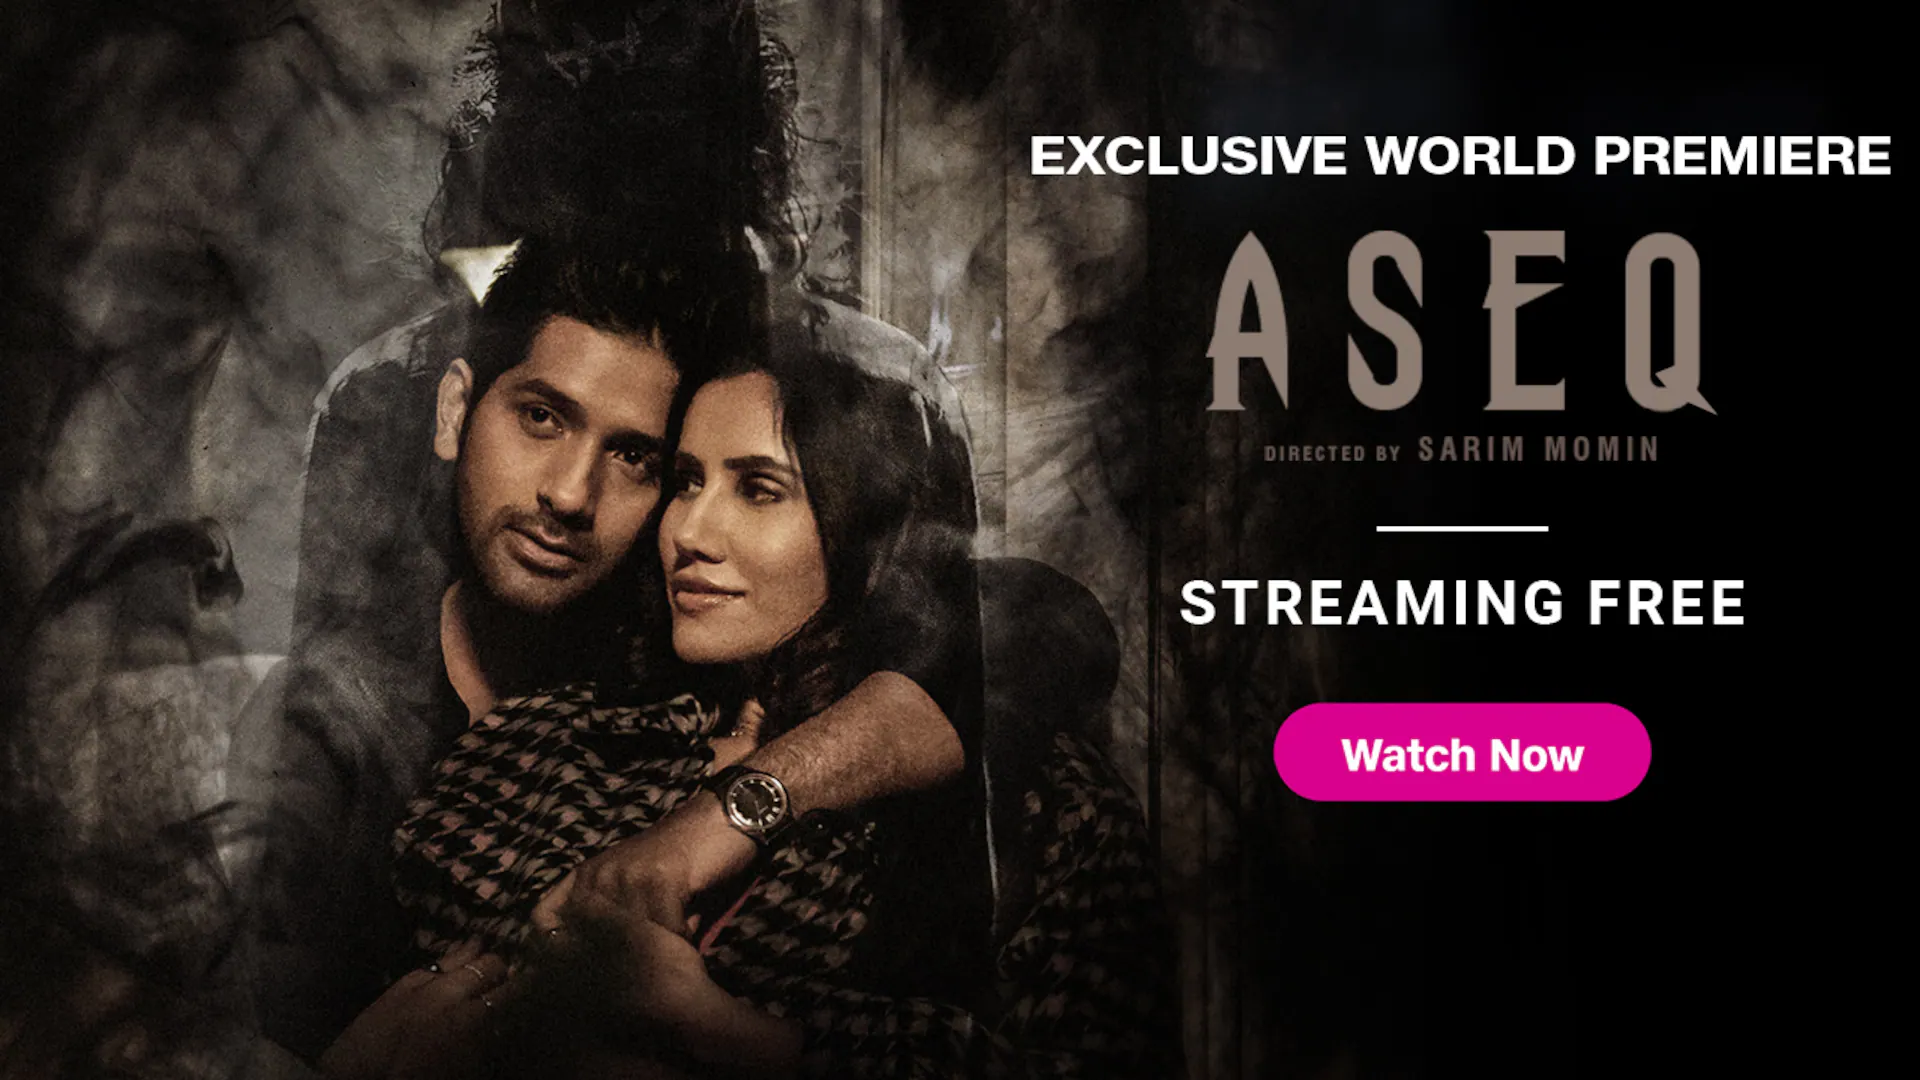 EXCLUSIVE WORLD PREMIERE
ASEQ
DIRECTED BY SARIM MOMIN
STREAMING FREE
Watch Now